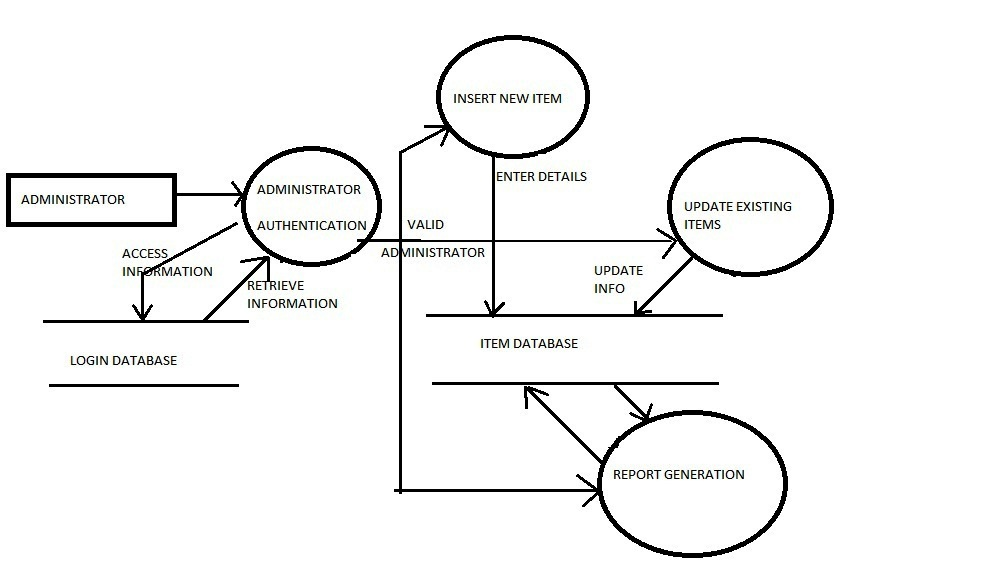 INSERT NEW ITEM
ENTER DETAILS
ADMINISTRATOR
ADMINISTRATOR
AUTHENTICATION
VALID
ADMINISTRATOR
UPDATE EXISTING
ITEMS
ACCESS
INFORMATION
RETRIEVE
INFORMATION
UPDATE
INFO
LOGIN DATABASE
ITEM DATABASE
REPORT GENERATION